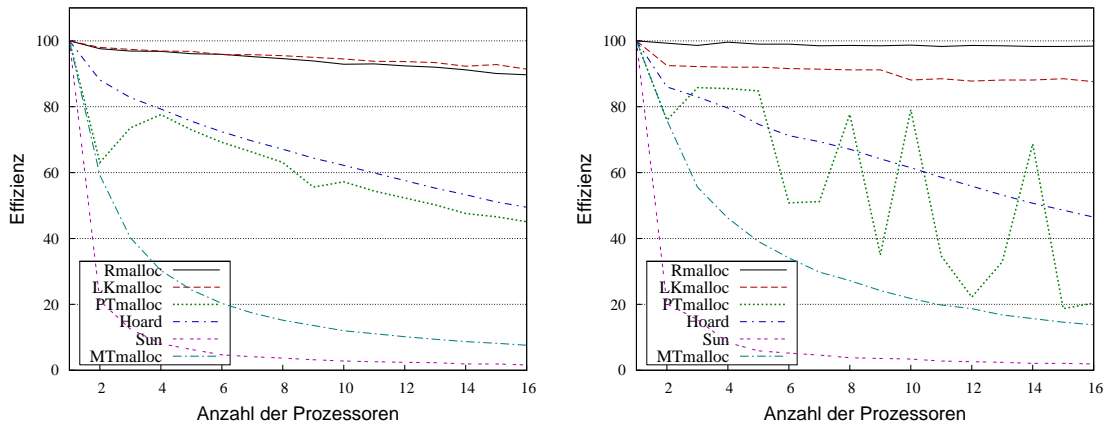 100
80
60
40
20
0
Effizienz
Rmalloc
LKmalloc
PTmalloc
Hoard
Sun
MTmalloc
2 4 6 8 10 12 14 16
Anzahl der Prozessoren
100
80
60
40
20
0
Effizienz
Rmalloc
LKmalloc
PTmalloc
Hoard
Sun
MTmalloc
2 4 6 8 10 12 14 16
Anzahl der Prozessoren